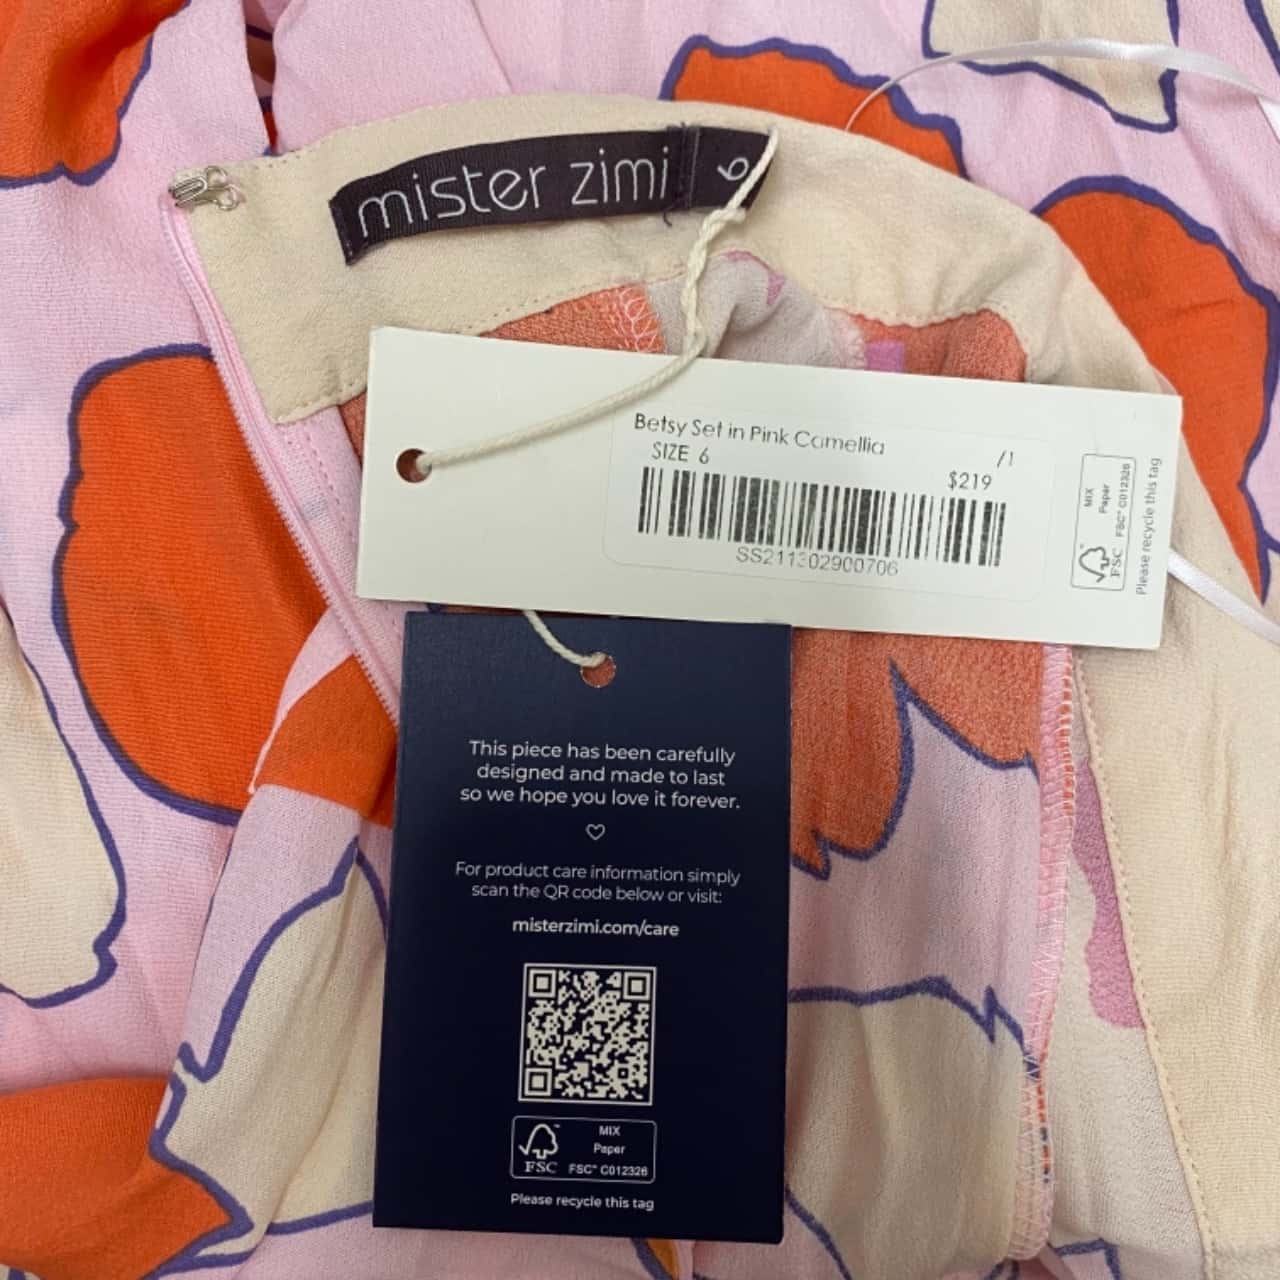 mister zimi 6
Betsy Set in Pink Camellia
SIZE 6 /1
$219
SS211302900706
MIX
Paper
FSC™ C012326
FSC
Please recycle this tag
This piece has been carefully
designed and made to last
so we hope you love it forever.
For product care information simply
scan the QR code below or visit:
misterzimi.com/care
MIX
Paper
FSC FSC™ C012326
Please recycle this tag